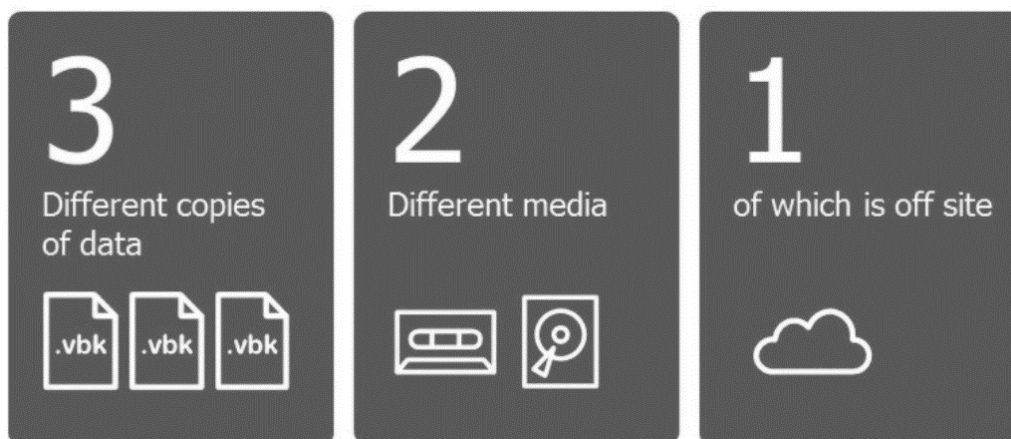 3
Different copies
of data
.vbk .vbk .vbk
2
Different media
1
of which is off site